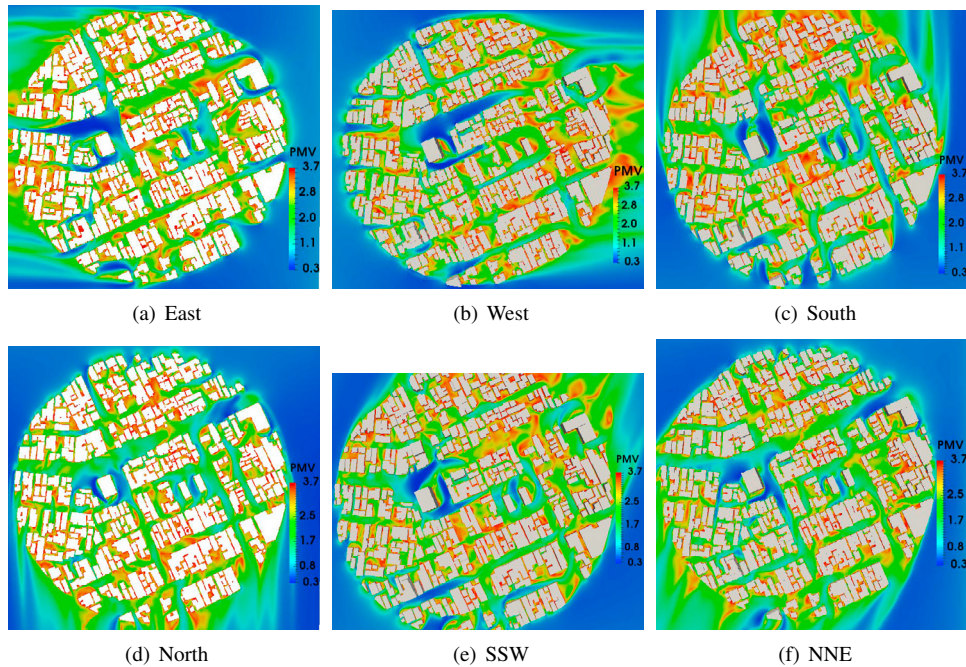 PMV
3.7
2.8
2.0
1.1
0.3
PMV
3.7
2.8
2.0
1.1
0.3
PMV
3.7
2.8
2.0
1.1
0.3
(a) East
(b) West
(c) South
PMV
3.7
2.5
1.7
0.8
0.3
PMV
3.7
2.5
1.7
0.8
0.3
PMV
3.7
2.5
1.7
0.8
0.3
(d) North
(e) SSW
(f) NNE